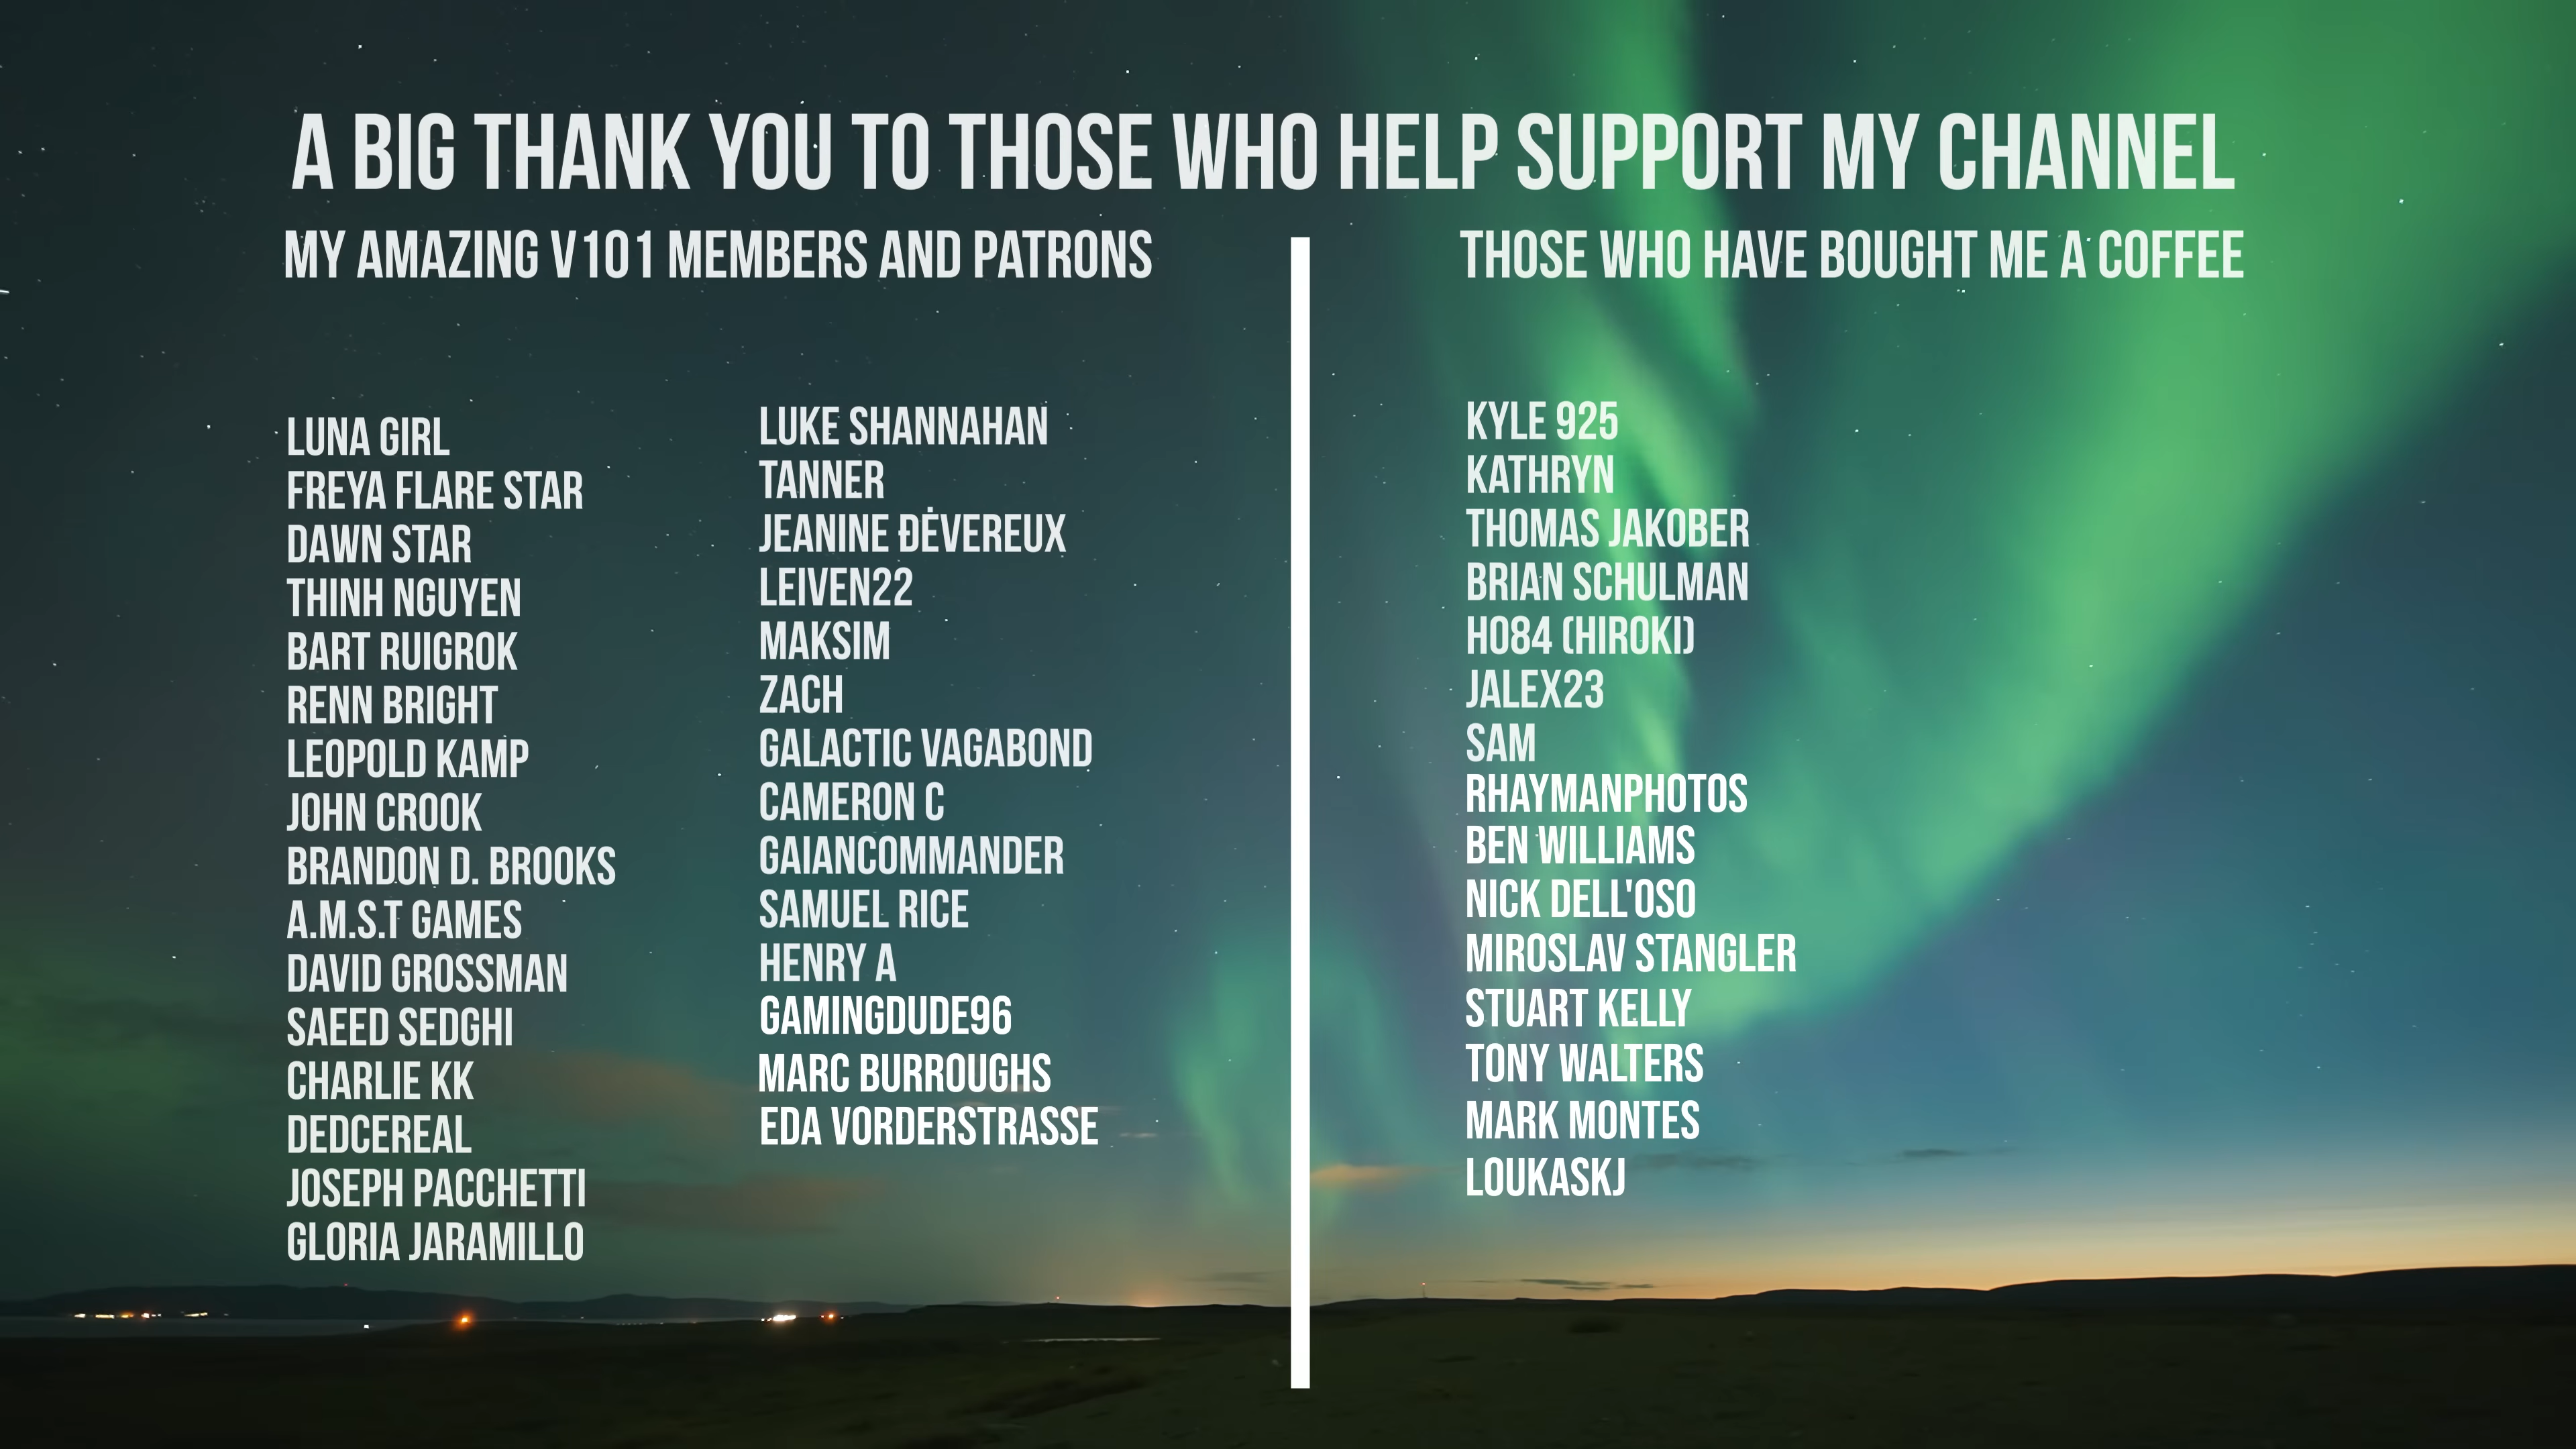 A BIG THANK YOU TO THOSE WHO HELP SUPPORT MY CHANNEL
MY AMAZING V101 MEMBERS AND PATRONS
LUNA GIRL
FREYA FLARE STAR
DAWN STAR
THINH NGUYEN
BART RUIGROK
RENN BRIGHT
LEOPOLD KAMP
JOHN CROOK
BRANDON D. BROOKS
A.M.S.T GAMES
DAVID GROSSMAN
SAEED SEDGHI
CHARLIE KK
DEDCEREAL
JOSEPH PACCHETTI
GLORIA JARAMILLO
LUKE SHANNAHAN
TANNER
JEANINE ĐĖVEREUX
LEIVEN22
MAKSIM
ZACH
GALACTIC VAGABOND
CAMERON C
GAIANCOMMANDER
SAMUEL RICE
HENRY A
GAMINGDUDE96
MARC BURROUGHS
EDA VORDERSTRASSE
THOSE WHO HAVE BOUGHT ME A COFFEE
KYLE 925
KATHRYN
THOMAS JAKOBER
BRIAN SCHULMAN
HO84 (HIROKI)
JALEX23
SAM
RHAYMANPHOTOS
BEN WILLIAMS
NICK DELL'OSO
MIROSLAV STANGLER
STUART KELLY
TONY WALTERS
MARK MONTES
LOUKASKJ